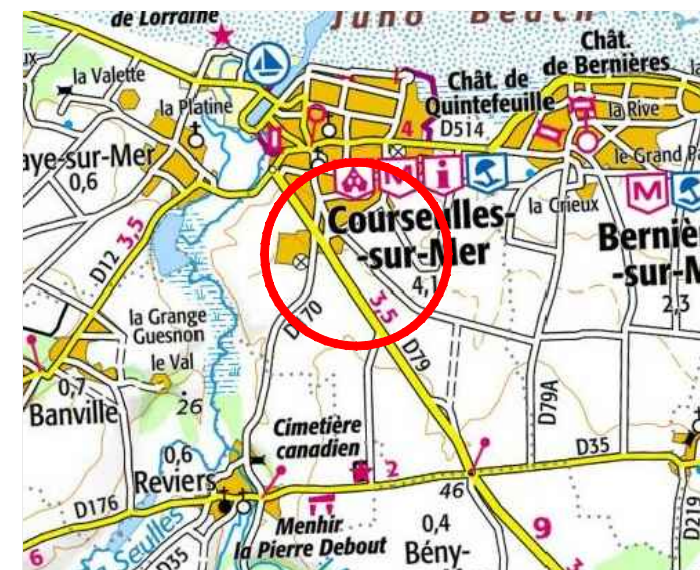 de Lorraine
Juno Beach
Chât.
de Bernières
la Valette
Chât. de
Quintefeuille
la Platine
la Rive
4
D514
aye-sur-Mer
0,6
le Grand
M
i
M
la Crieux
Courseulles-
-sur-Mer
4,1
Berniè
-sur-M
2,3
D12
3,5
D170
3,5
la Grange
Guesnon
le Val
D79
D79A
0,7
Banville
26
Cimetière
canadien
0,6
Reviers
2
D35
D176
46
Menhir
la Pierre Debout
0,4
Bény-
9
D219
6
Seulles
D35